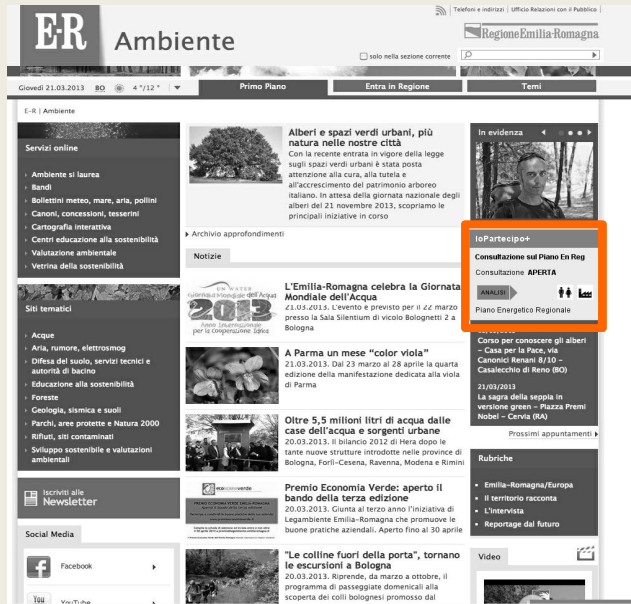 Telefoni e indirizzi | Ufficio Relazioni con il Pubblico |
E·R Ambiente
RegioneEmilia-Romagna
solo nella sezione corrente
Giovedì 21.03.2013 BO 4°/12° Primo Piano Entra in Regione Temi
E-R | Ambiente
Servizi online
Ambiente si laurea
Bandi
Bollettini meteo, mare, aria, pollini
Canoni, concessioni, tesserini
Cartografia interattiva
Centri educazione alla sostenibilità
Valutazione ambientale
Vetrina della sostenibilità
Siti tematici
Acque
Aria, rumore, elettrosmog
Difesa del suolo, servizi tecnici e
autorità di bacino
Educazione alla sostenibilità
Foreste
Geologia, sismica e suoli
Parchi, aree protette e Natura 2000
Rifiuti, siti contaminati
Sviluppo sostenibile e valutazioni
ambientali
Iscriviti alle
Newsletter
Social Media
Facebook
You YouTube
Alberi e spazi verdi urbani, più
natura nelle nostre città
Con la recente entrata in vigore della legge
sugli spazi verdi urbani è stata posta
attenzione alla cura, alla tutela e
all'accrescimento del patrimonio arboreo
italiano. In attesa della giornata nazionale degli
alberi del 21 novembre 2013, scopriamo le
principali iniziative in corso
Archivio approfondimenti
Notizie
Giornata Mondiale dell'Acqua
Anno Internazionale
per la Cooperazione Idrica
L'Emilia-Romagna celebra la Giornata
Mondiale dell'Acqua
21.03.2013. L'evento è previsto per il 22 marzo
presso la Sala Silentium di vicolo Bolognetti 2 a
Bologna
A Parma un mese "color viola"
21.03.2013. Dal 23 marzo al 28 aprile la quarta
edizione della manifestazione dedicata alla viola
di Parma
Oltre 5,5 milioni litri di acqua dalle
case dell'acqua e sorgenti urbane
20.03.2013. Il bilancio 2012 di Hera dopo le
tante nuove strutture introdotte nelle province di
Bologna, Forlì-Cesena, Ravenna, Modena e Rimini
PREMIO ECONOMIA VERDE EMILIA-ROMAGNA
Premio Economia Verde: aperto il
bando della terza edizione
20.03.2013. Giunta al terzo anno l'iniziativa di
Legambiente Emilia-Romagna che promuove le
buone pratiche aziendali. Aperto fino al 30 aprile
"Le colline fuori della porta", tornano
le escursioni a Bologna
20.03.2013. Riprende, da marzo a ottobre, il
programma di passeggiate domenicali alla
scoperta dei colli bolognesi promosso dal
In evidenza
IoPartecipo+
Consultazione sul Piano En Reg
Consultazione APERTA
ANALISI
Piano Energetico Regionale
Corso per conoscere gli alberi
- Casa per la Pace, via
Canonici Renani 8/10 -
Casalecchio di Reno (BO)
21/03/2013
La sagra della seppia in
versione green - Piazza Premi
Nobel - Cervia (RA)
Prossimi appuntamenti
Rubriche
Emilia-Romagna/Europa
Il territorio racconta
L'intervista
Reportage dal futuro
Video